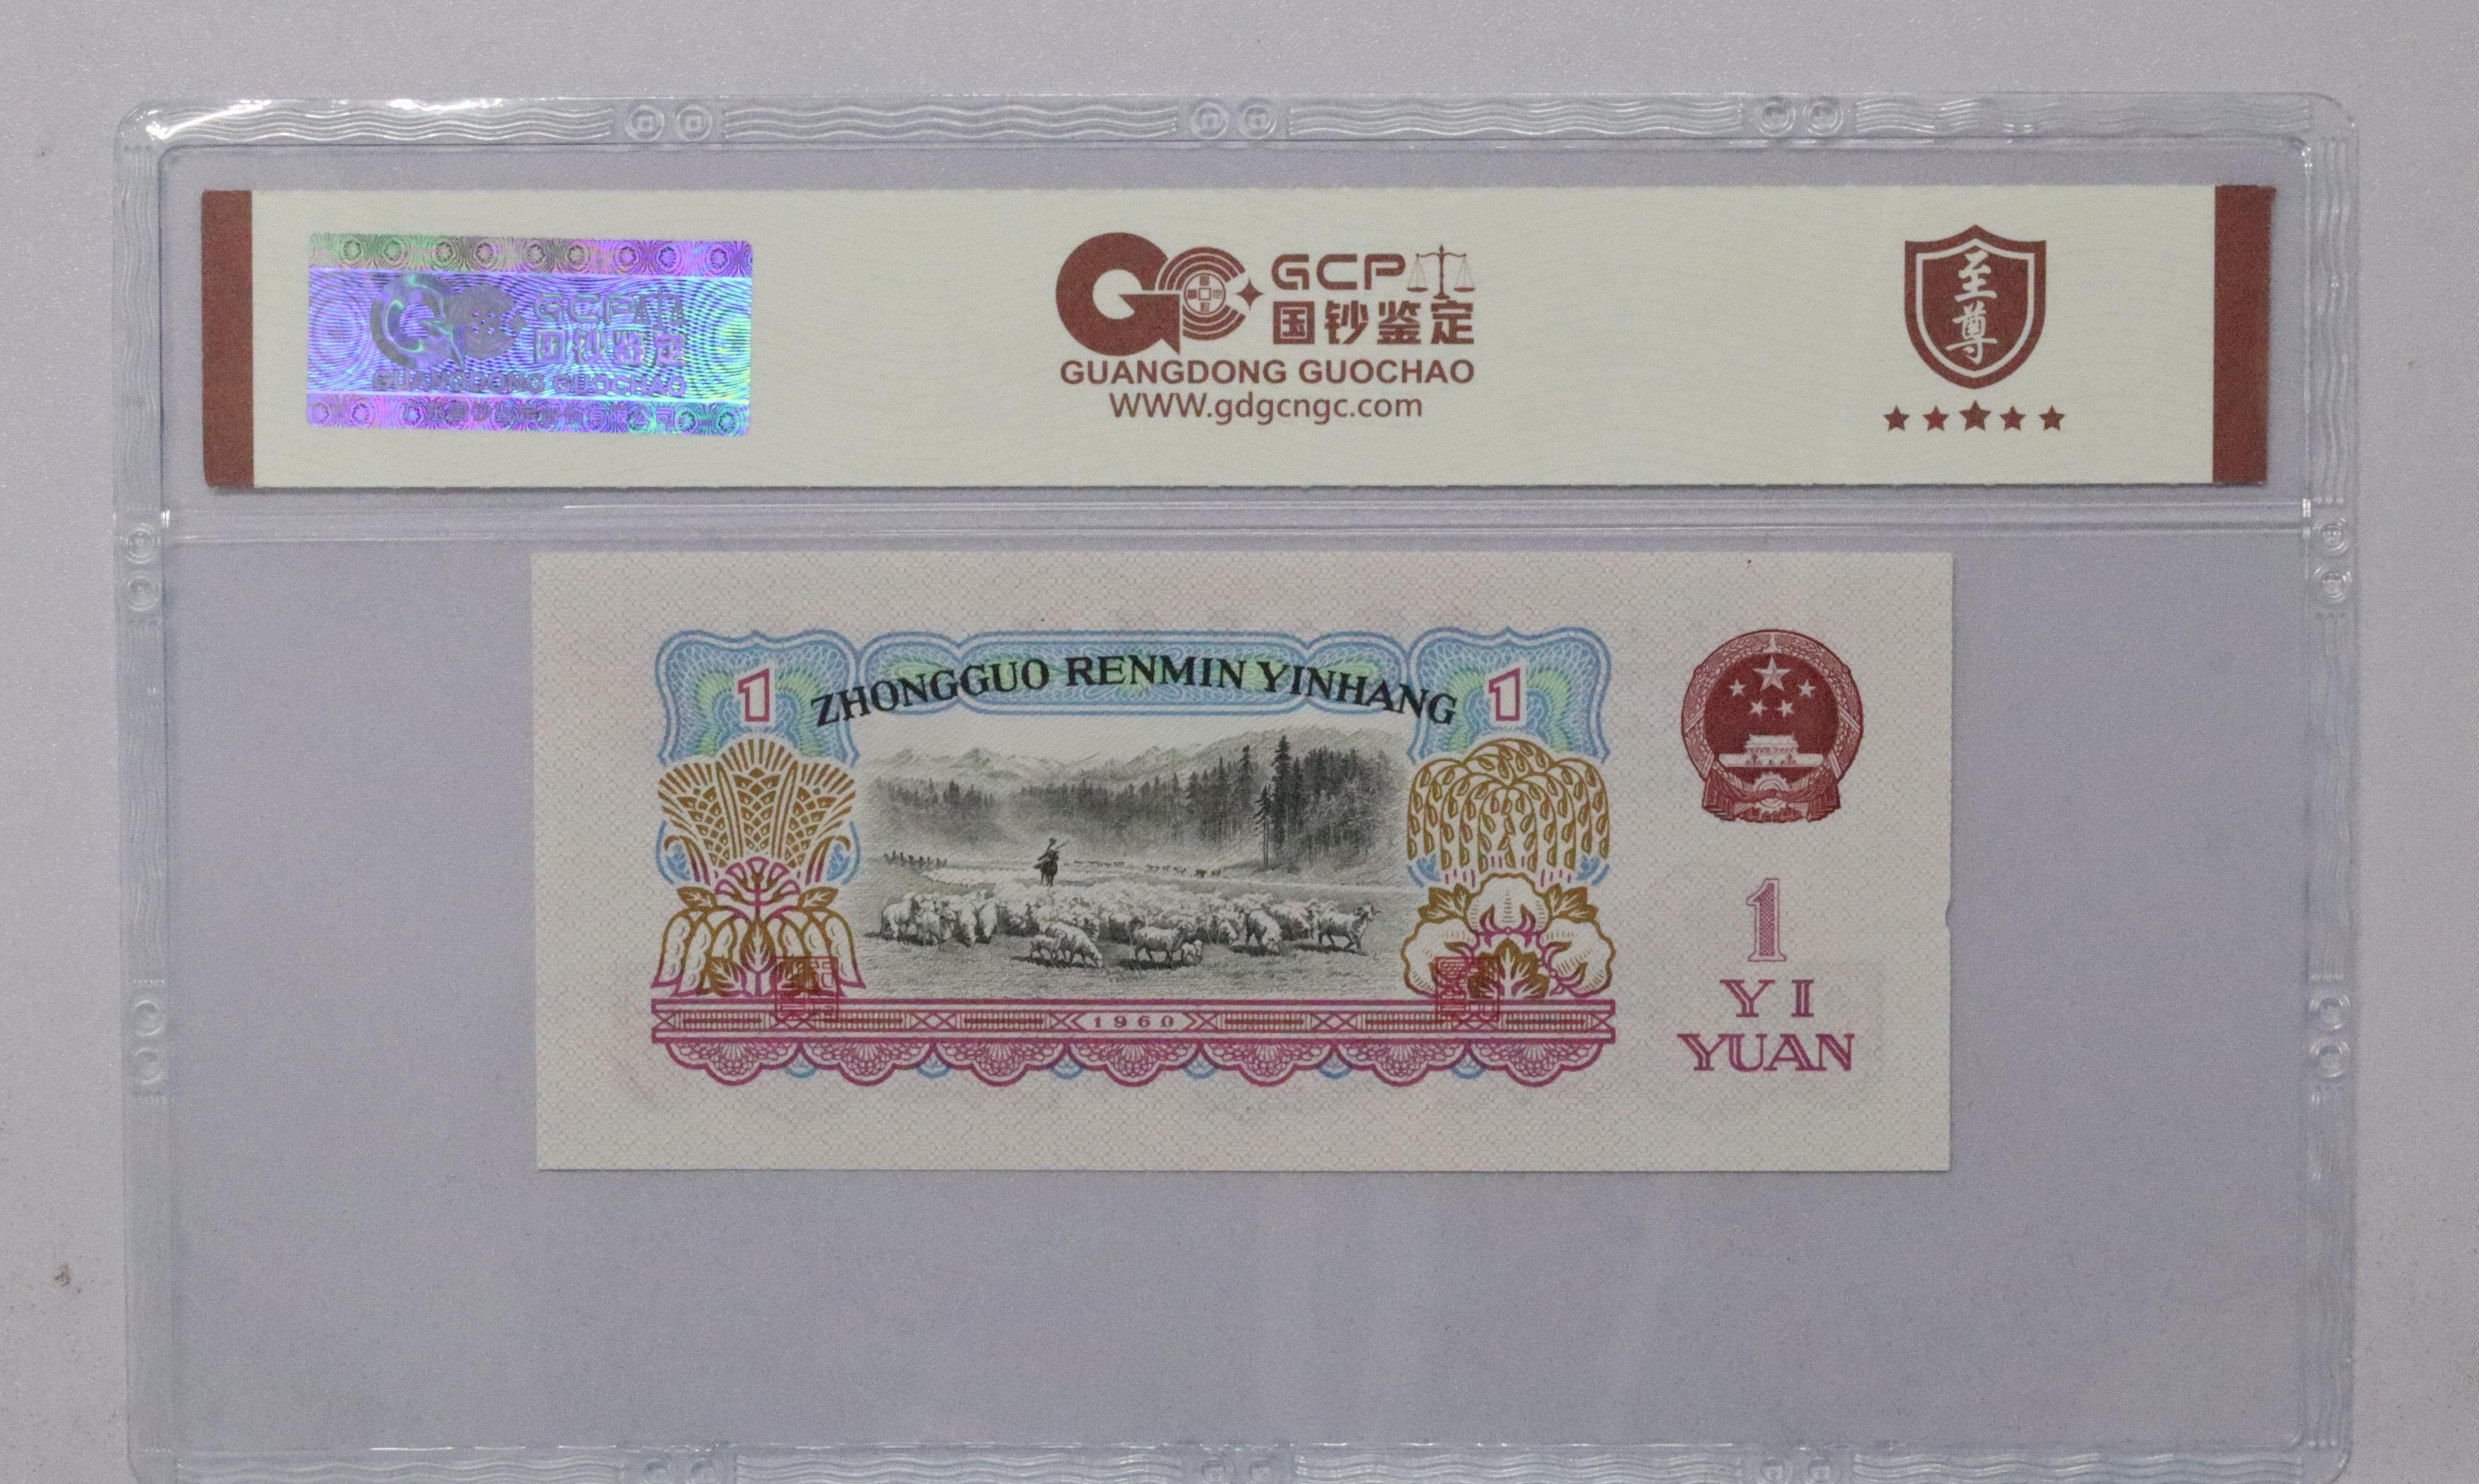 GCP
国钞鉴定
GUANGDONG GUOCHAO
GCP
国钞鉴定
GUANGDONG GUOCHAO
WWW.gdgcngc.com
至尊
1 ZHONGGUO RENMIN YINHANG 1
1
YI
YUAN
1960